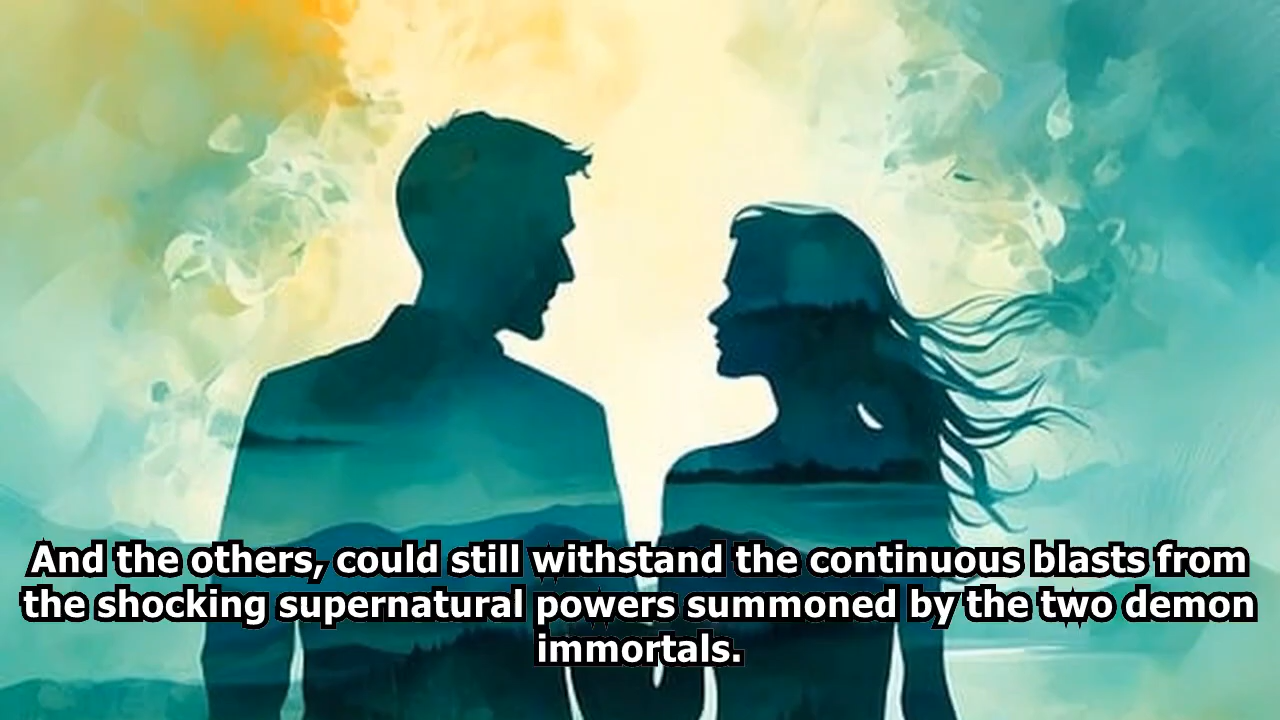 And the others, could still withstand the continuous blasts from
the shocking supernatural powers summoned by the two demon
immortals.